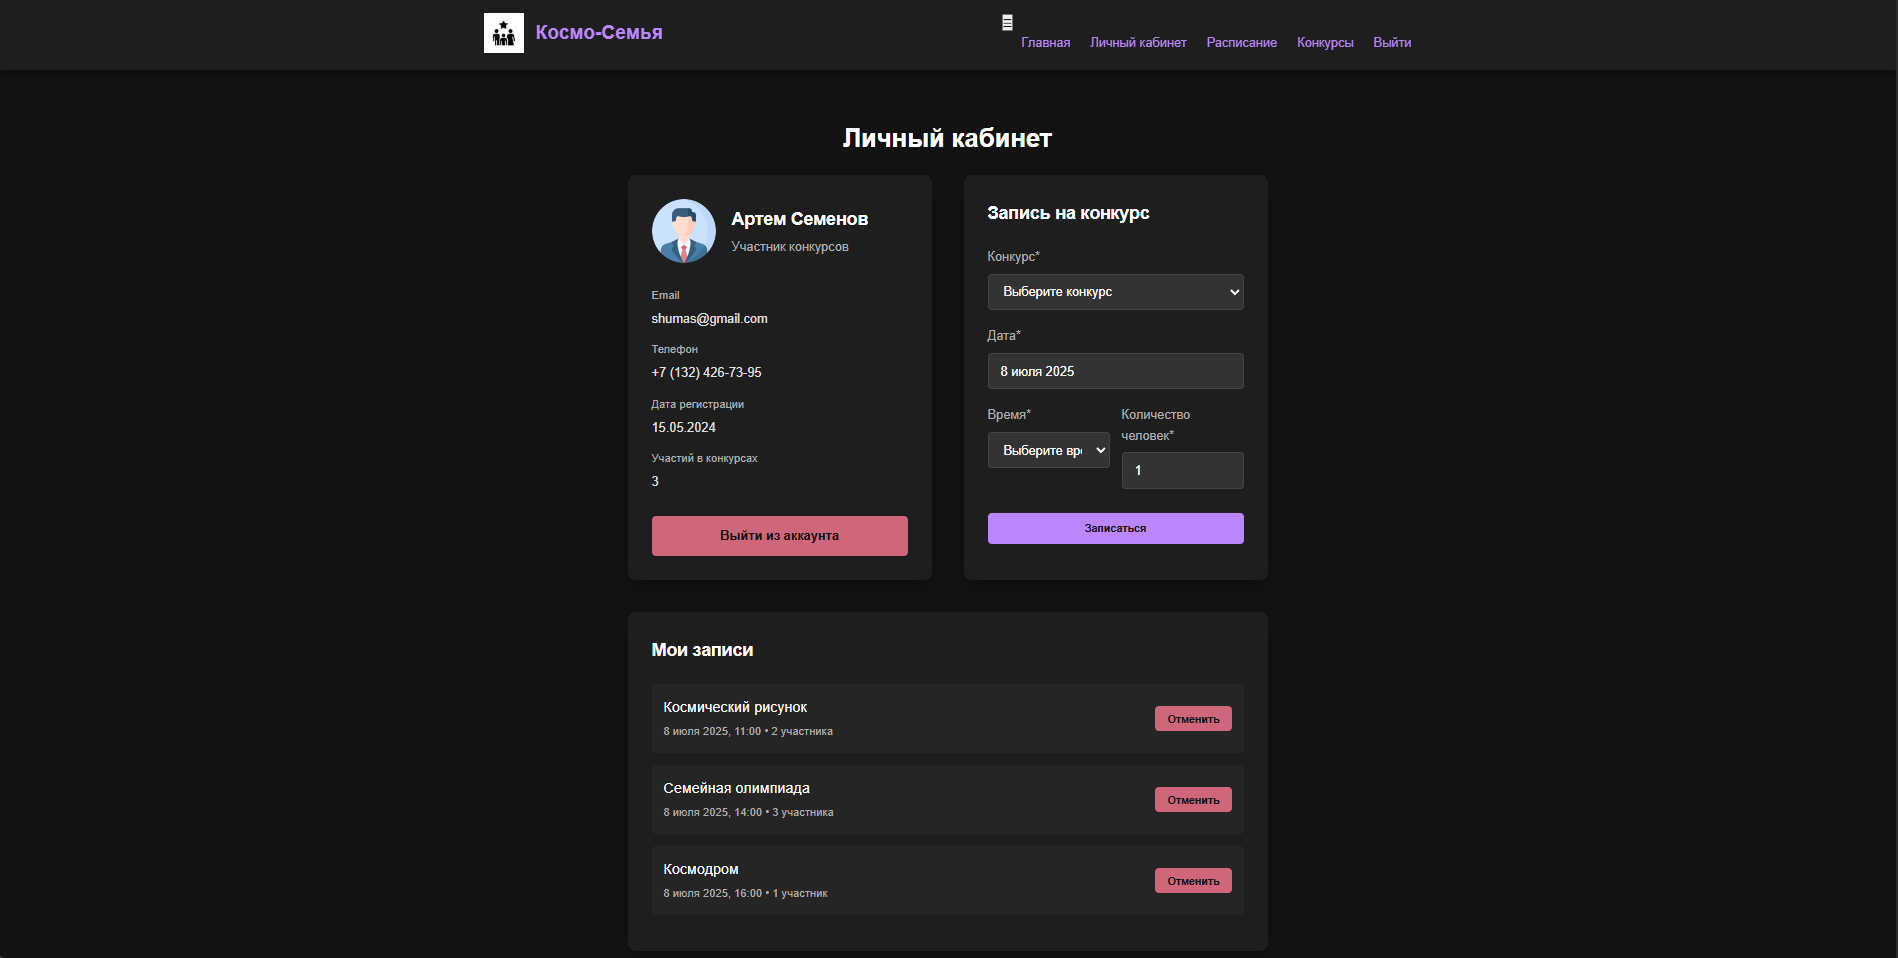 Космо-Семья
Главная Личный кабинет Расписание Конкурсы Выйти
Личный кабинет
Артем Семенов
Участник конкурсов
Email
shumas@gmail.com
Телефон
+7 (132) 426-73-95
Дата регистрации
15.05.2024
Участий в конкурсах
3
Выйти из аккаунта
Запись на конкурс
Конкурс*
Выберите конкурс
Дата*
8 июля 2025
Время*
Выберите вр
Количество
человек*
1
Записаться
Мои записи
Космический рисунок
8 июля 2025, 11:00 • 2 участника
Отменить
Семейная олимпиада
8 июля 2025, 14:00 • 3 участника
Отменить
Космодром
8 июля 2025, 16:00 • 1 участник
Отменить